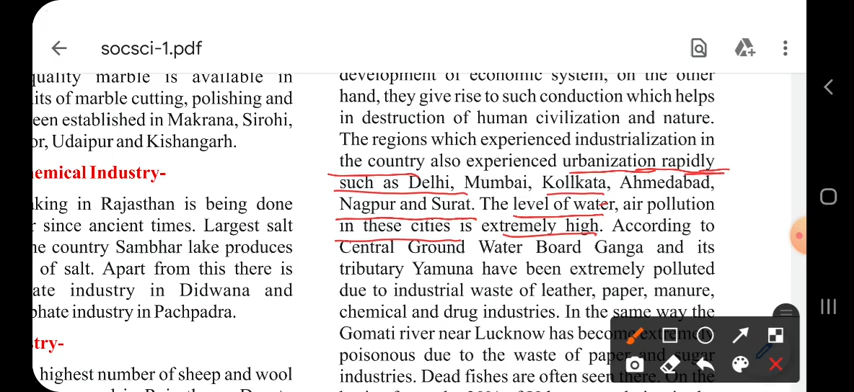 socsci-1.pdf
quality marble is available in
its of marble cutting, polishing and
een established in Makrana, Sirohi,
or, Udaipur and Kishangarh.
emical Industry-
aking in Rajasthan is being done
since ancient times. Largest salt
ne country Sambhar lake produces
of salt. Apart from this there is
ate industry in Didwana and
phate industry in Pachpadra.
stry-
highest number of sheep and wool
development of economic system, on the other
hand, they give rise to such conduction which helps
in destruction of human civilization and nature.
The regions which experienced industrialization in
the country also experienced urbanization rapidly
such as Delhi, Mumbai, Kollkata, Ahmedabad,
Nagpur and Surat. The level of water, air pollution
in these cities is extremely high. According to
Central Ground Water Board Ganga and its
tributary Yamuna have been extremely polluted
due to industrial waste of leather, paper, manure,
chemical and drug industries. In the same way the
Gomati river near Lucknow has become extremely
poisonous due to the waste of paper and sugar
industries. Dead fishes are often seen there. On the